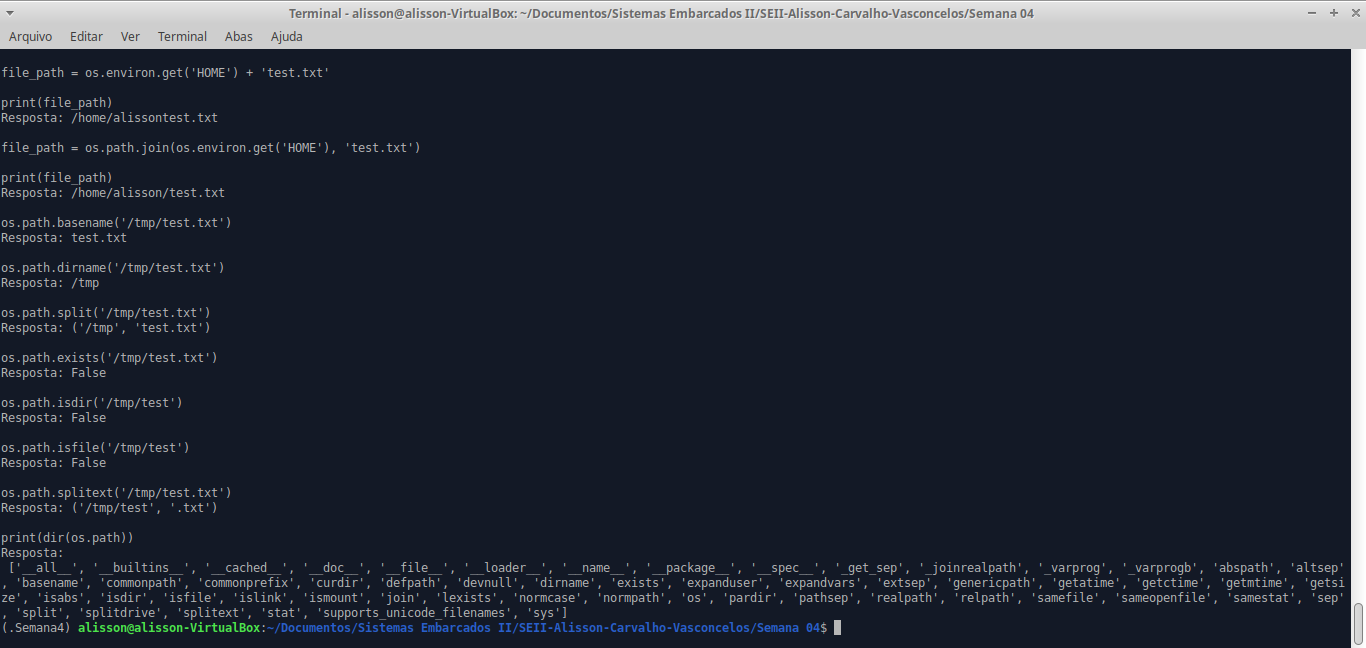 Terminal - alisson@alisson-VirtualBox: ~/Documentos/Sistemas Embarcados II/SEII-Alisson-Carvalho-Vasconcelos/Semana 04
Arquivo Editar Ver Terminal Abas Ajuda
file_path = os.environ.get('HOME') + 'test.txt'
print(file_path)
Resposta: /home/alissontest.txt
file_path = os.path.join(os.environ.get('HOME'), 'test.txt')
print(file_path)
Resposta: /home/alisson/test.txt
os.path.basename('/tmp/test.txt')
Resposta: test.txt
os.path.dirname('/tmp/test.txt')
Resposta: /tmp
os.path.split('/tmp/test.txt')
Resposta: ('/tmp', 'test.txt')
os.path.exists('/tmp/test.txt')
Resposta: False
os.path.isdir('/tmp/test')
Resposta: False
os.path.isfile('/tmp/test')
Resposta: False
os.path.splitext('/tmp/test.txt')
Resposta: ('/tmp/test', '.txt')
print(dir(os.path))
Resposta:
['__all__', '__builtins__', '__cached__', '__doc__', '__file__', '__loader__', '__name__', '__package__', '__spec__', '_get_sep', '_joinrealpath', '_varprog', '_varprogb', 'abspath', 'altsep'
, 'basename', 'commonpath', 'commonprefix', 'curdir', 'defpath', 'devnull', 'dirname', 'exists', 'expanduser', 'expandvars', 'extsep', 'genericpath', 'getatime', 'getctime', 'getmtime', 'getsi
ze', 'isabs', 'isdir', 'isfile', 'islink', 'ismount', 'join', 'lexists', 'normcase', 'normpath', 'os', 'pardir', 'pathsep', 'realpath', 'relpath', 'samefile', 'sameopenfile', 'samestat', 'sep'
, 'split', 'splitdrive', 'splitext', 'stat', 'supports_unicode_filenames', 'sys']
(.Semana4) alisson@alisson-VirtualBox:~/Documentos/Sistemas Embarcados II/SEII-Alisson-Carvalho-Vasconcelos/Semana 04$